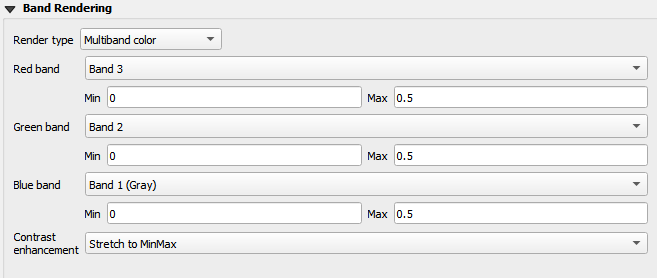 Band Rendering
Render type Multiband color
Red band Band 3
Min 0 Max 0.5
Green band Band 2
Min 0 Max 0.5
Blue band Band 1 (Gray)
Min 0 Max 0.5
Contrast
enhancement Stretch to MinMax